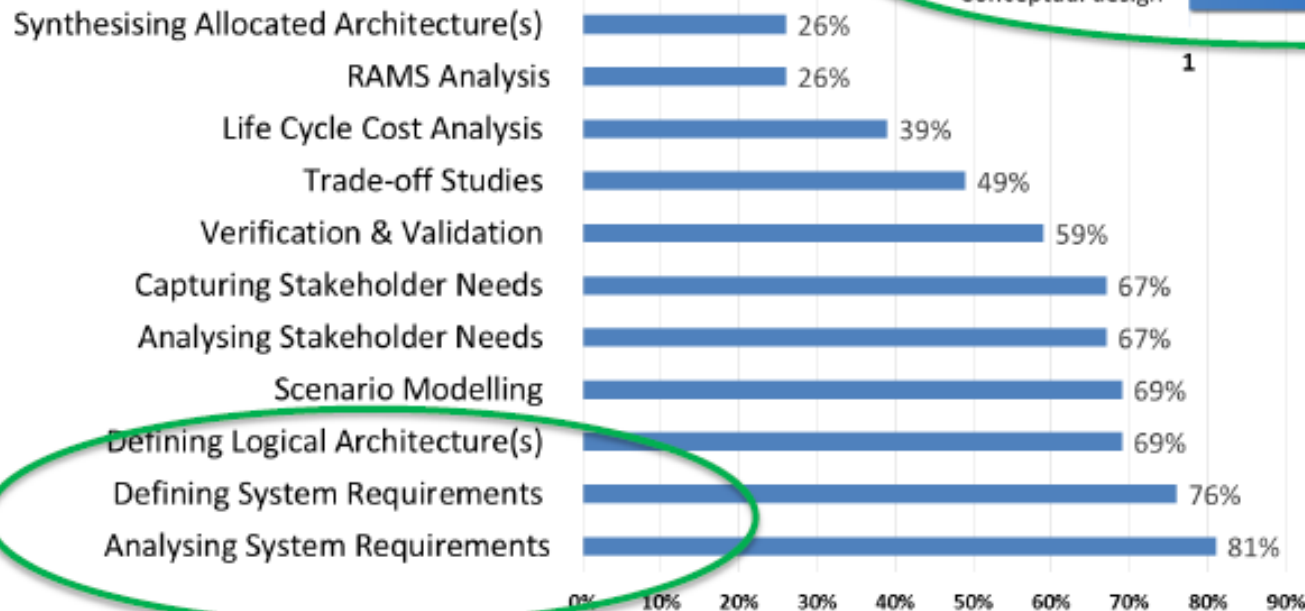 conceptual design
Synthesising Allocated Architecture(s) 26%
1
RAMS Analysis 26%
Life Cycle Cost Analysis 39%
Trade-off Studies 49%
Verification & Validation 59%
Capturing Stakeholder Needs 67%
Analysing Stakeholder Needs 67%
Scenario Modelling 69%
Defining Logical Architecture(s) 69%
Defining System Requirements 76%
Analysing System Requirements 81%
0% 10% 20% 30% 40% 50% 60% 70% 80% 90%